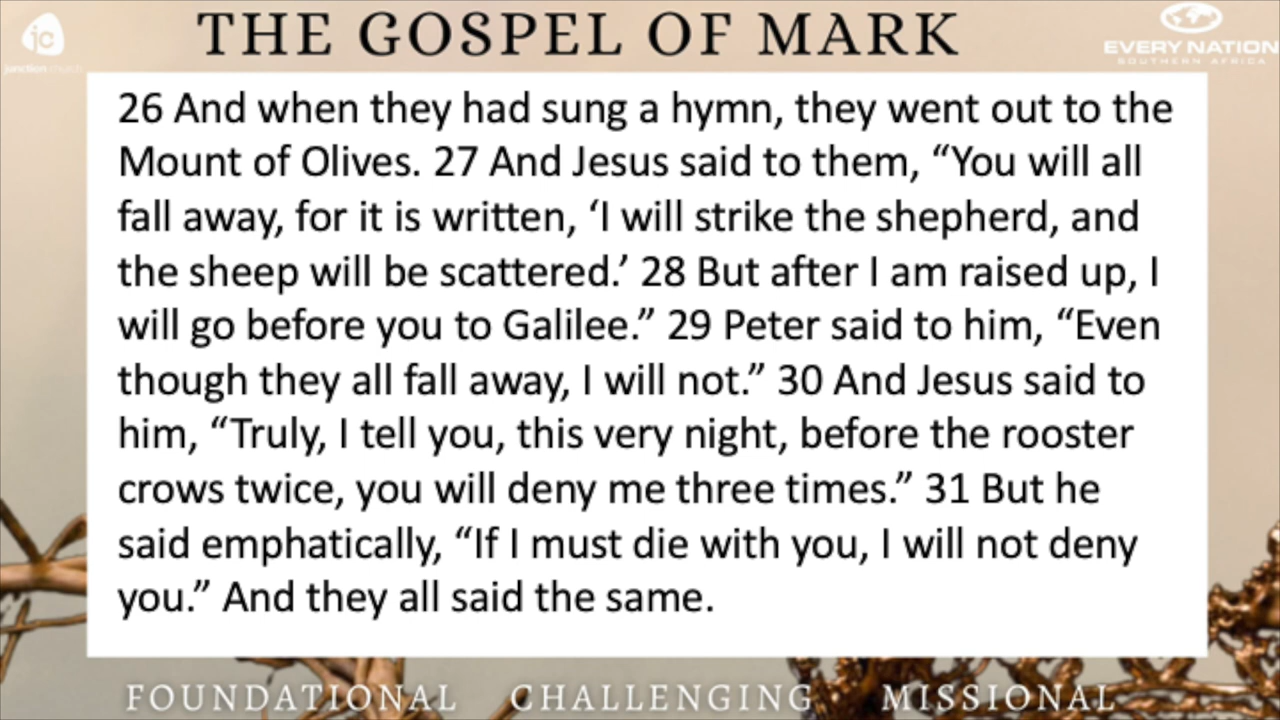 THE GOSPEL OF MARK
jc
junction church
EVERY NATION
SOUTHERN AFRICA
26 And when they had sung a hymn, they went out to the
Mount of Olives. 27 And Jesus said to them, “You will all
fall away, for it is written, ‘I will strike the shepherd, and
the sheep will be scattered.’ 28 But after I am raised up, I
will go before you to Galilee.” 29 Peter said to him, “Even
though they all fall away, I will not.” 30 And Jesus said to
him, “Truly, I tell you, this very night, before the rooster
crows twice, you will deny me three times.” 31 But he
said emphatically, “If I must die with you, I will not deny
you.” And they all said the same.
FOUNDATIONAL CHALLENGING MISSIONAL